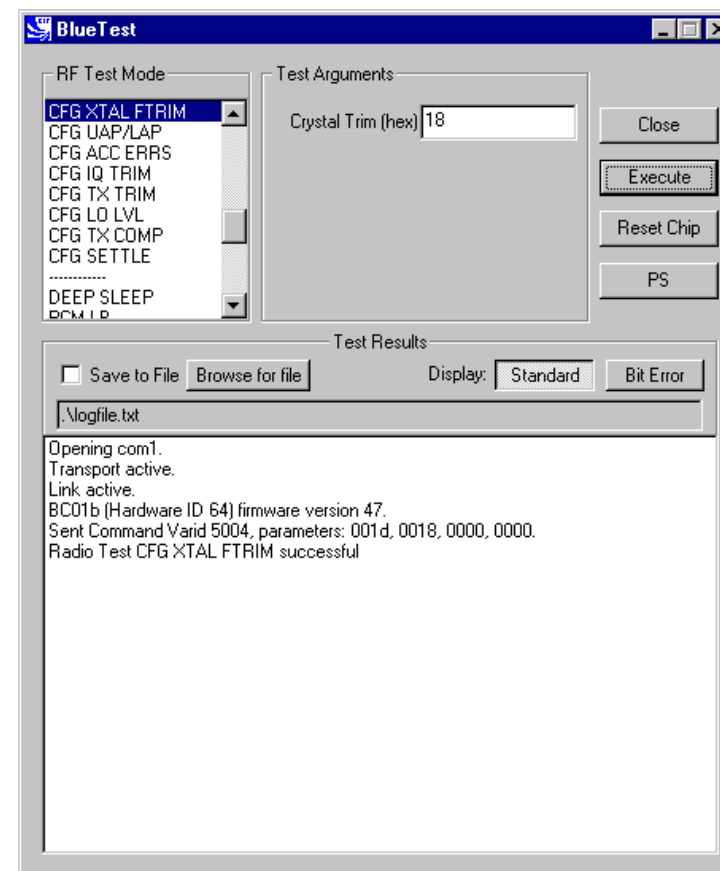 BlueTest
RF Test Mode
CFG XTAL FTRIM
CFG UAP/LAP
CFG ACC ERRS
CFG IQ TRIM
CFG TX TRIM
CFG LO LVL
CFG TX COMP
CFG SETTLE
------------
DEEP SLEEP
Test Arguments
Crystal Trim (hex) 18
Close
Execute
Reset Chip
PS
Test Results
Save to File Browse for file Display: Standard Bit Error
.\logfile.txt
Opening com1.
Transport active.
Link active.
BC01b (Hardware ID 64) firmware version 47.
Sent Command Varid 5004, parameters: 001d, 0018, 0000, 0000.
Radio Test CFG XTAL FTRIM successful